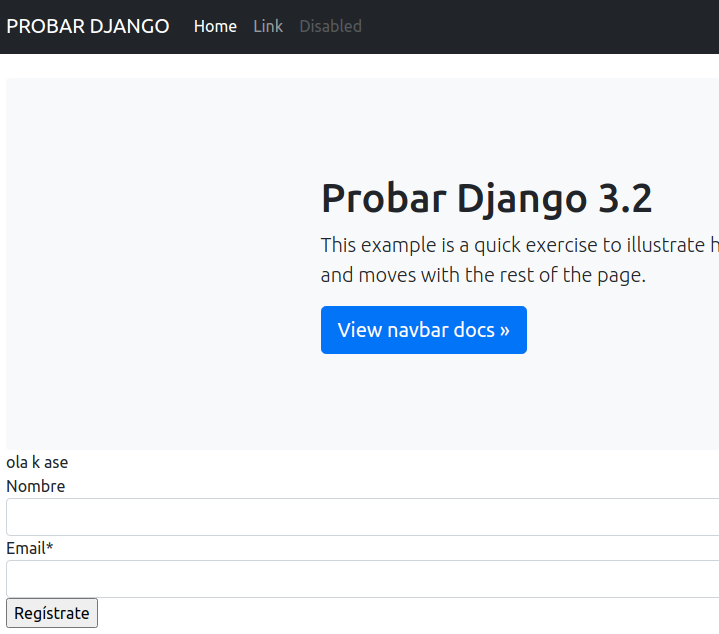 PROBAR DJANGO Home Link Disabled
Probar Django 3.2
This example is a quick exercise to illustrate
and moves with the rest of the page.
View navbar docs »
ola k ase
Nombre
Email*
Regístrate